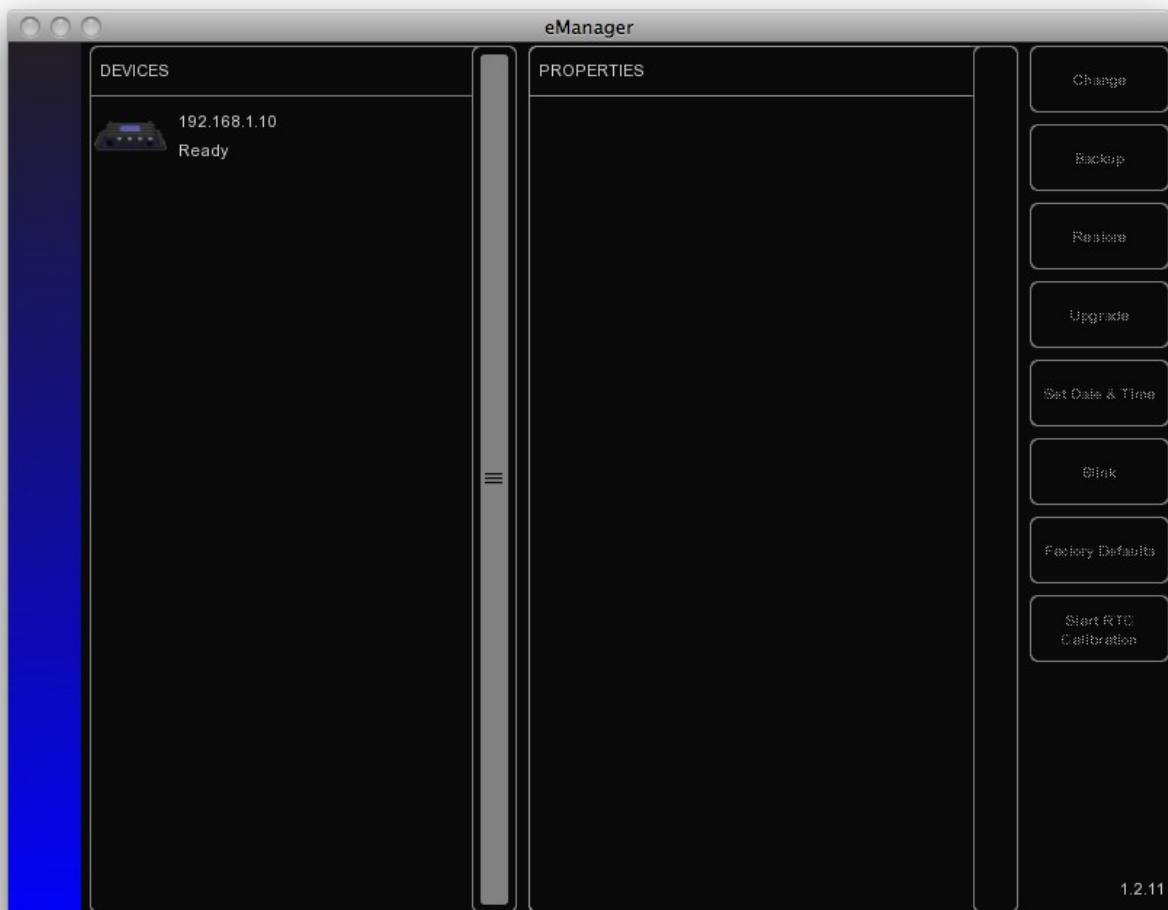 eManager
DEVICES
192.168.1.10
Ready
PROPERTIES
Change
Backup
Restore
Upgrade
Set Date & Time
Blink
Factory Defaults
Start RTC
Calibration
1.2.11